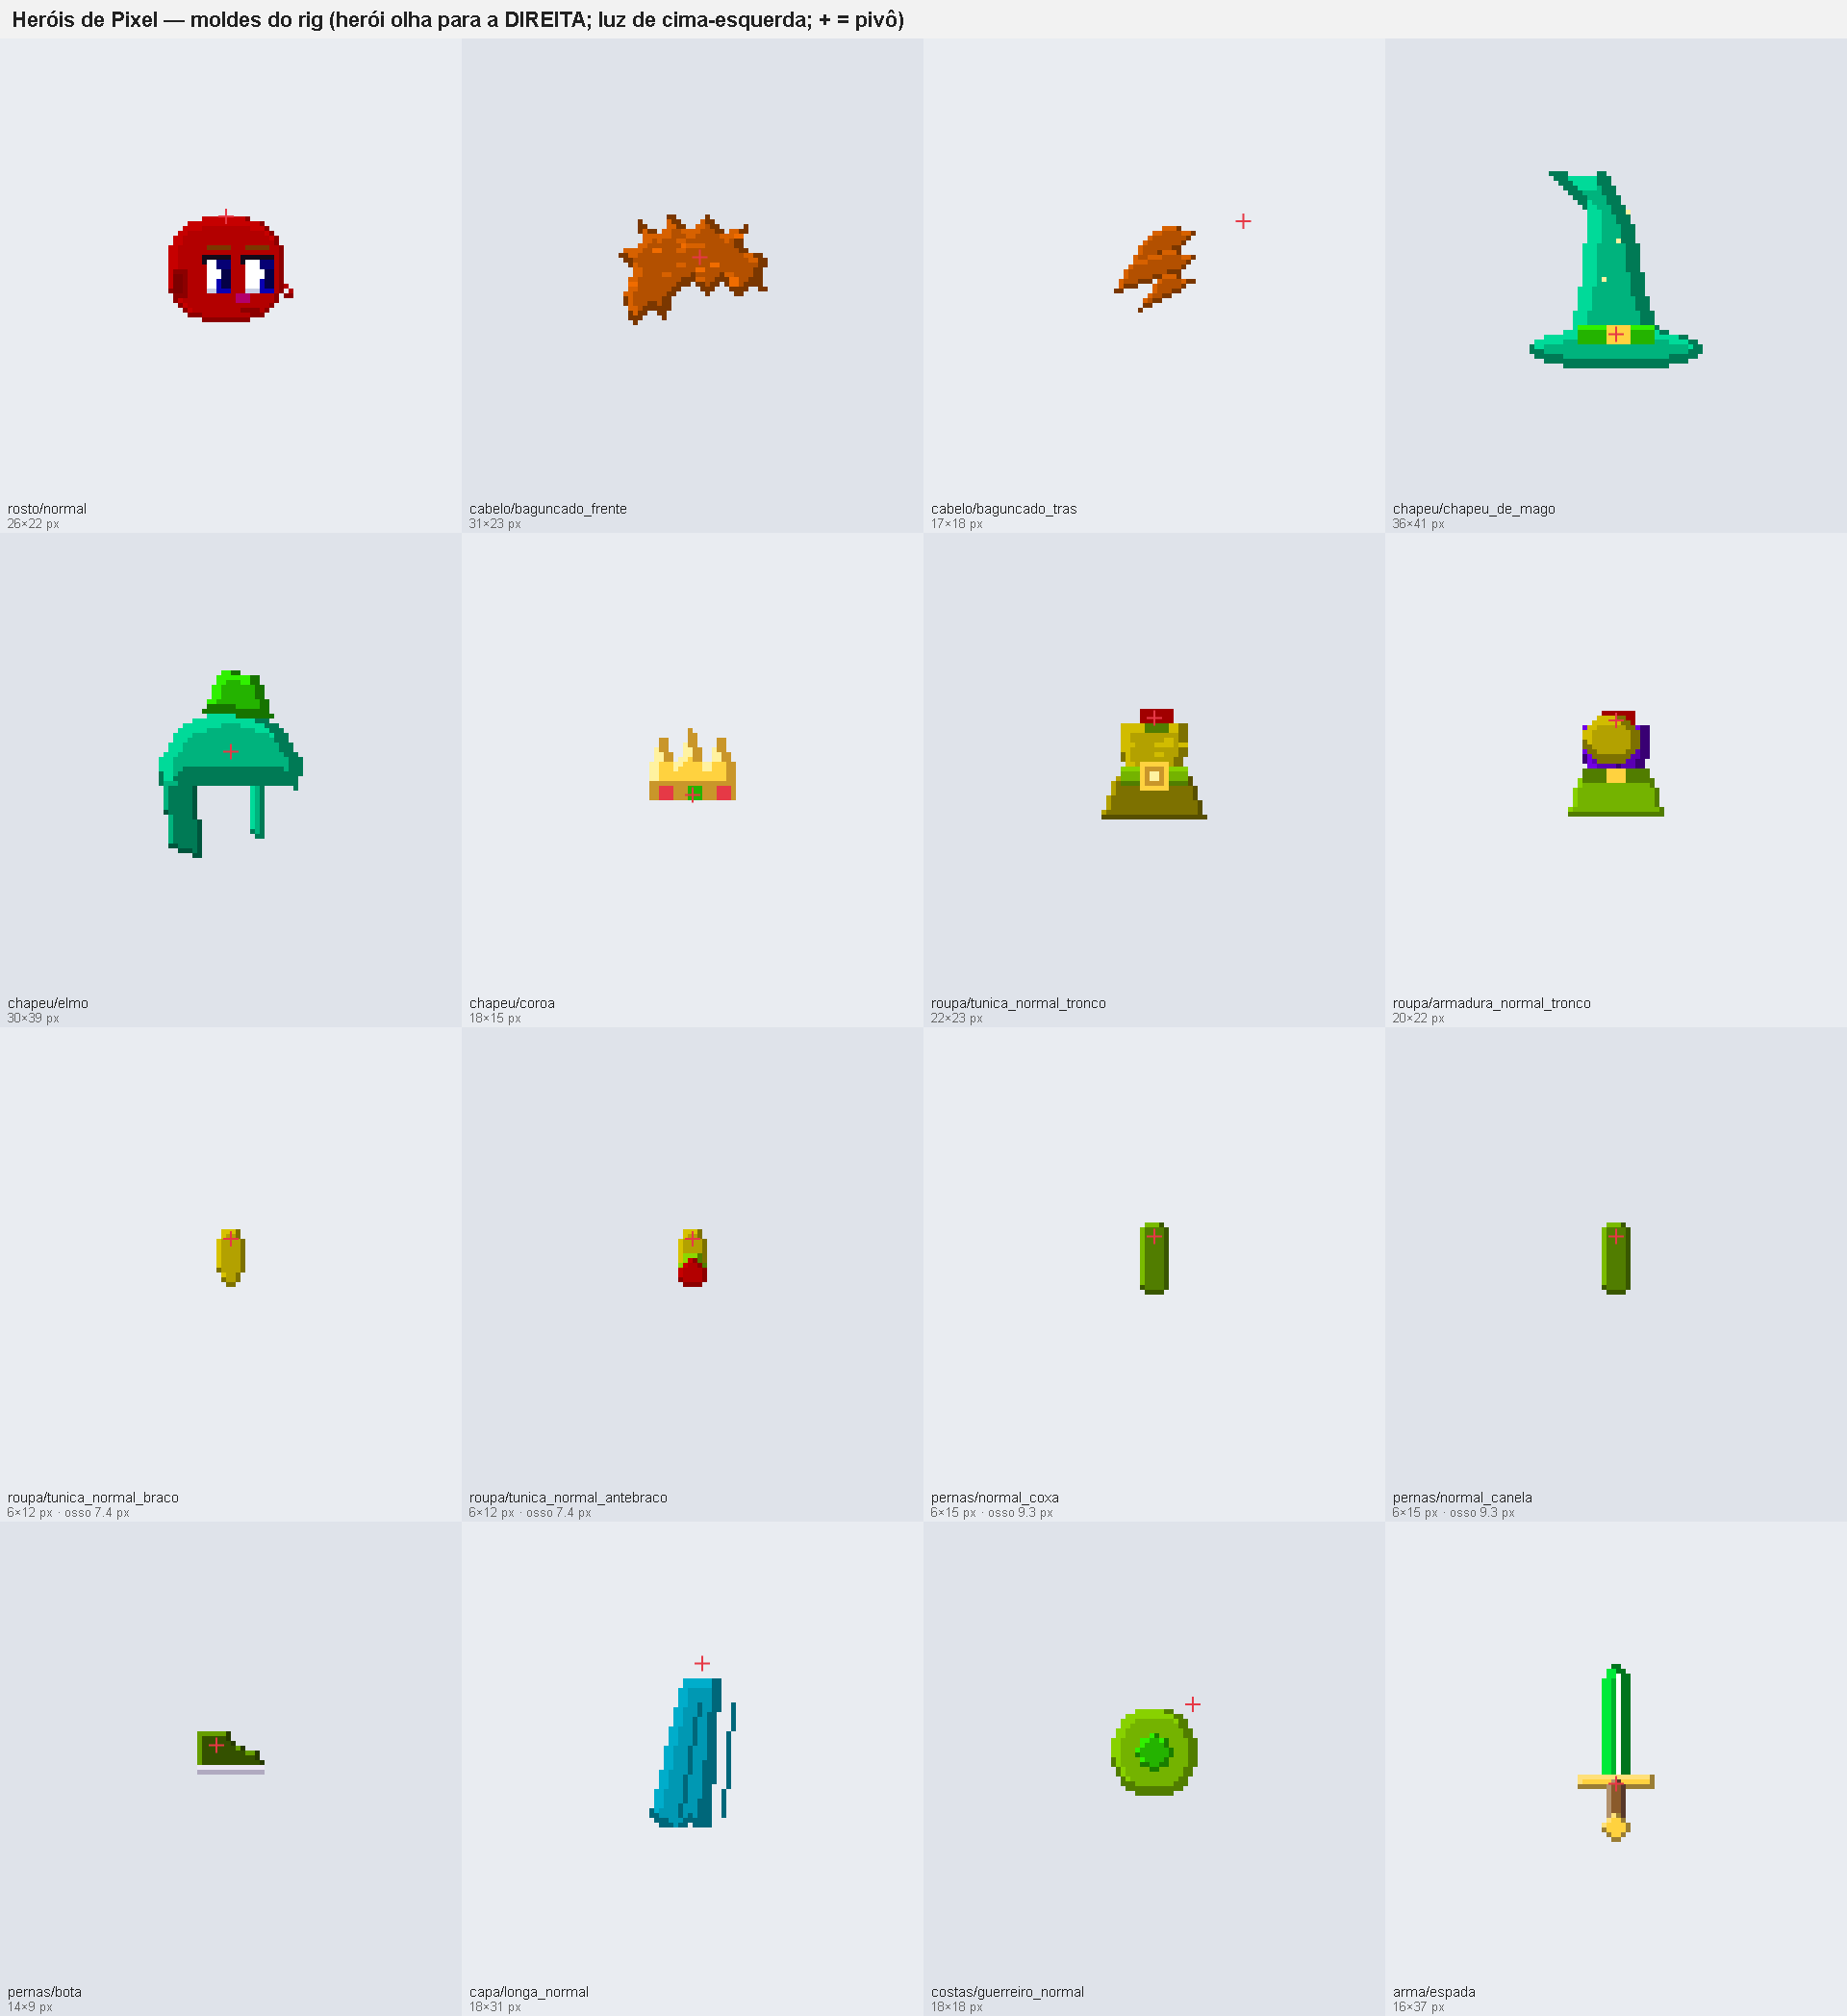 Heróis de Pixel — moldes do rig (herói olha para a DIREITA; luz de cima-esquerda; + = pivô)
rosto/normal
26×22 px
cabelo/baguncado_frente
31×23 px
cabelo/baguncado_tras
17×18 px
chapeu/chapeu_de_mago
36×41 px
chapeu/elmo
30×39 px
chapeu/coroa
18×15 px
roupa/tunica_normal_tronco
22×23 px
roupa/armadura_normal_tronco
20×22 px
roupa/tunica_normal_braco
6×12 px · osso 7.4 px
roupa/tunica_normal_antebraco
6×12 px · osso 7.4 px
pernas/normal_coxa
6×15 px · osso 9.3 px
pernas/normal_canela
6×15 px · osso 9.3 px
pernas/bota
14×9 px
capa/longa_normal
18×31 px
costas/guerreiro_normal
18×18 px
arma/espada
16×37 px